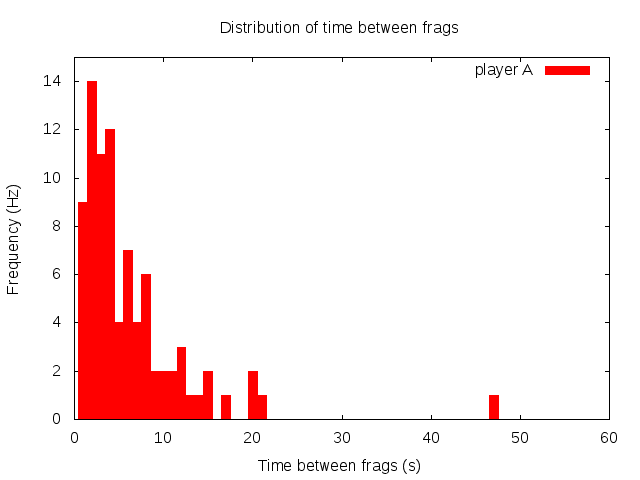 Distribution of time between frags
player A
Frequency (Hz)
14
12
10
8
6
4
2
0
0 10 20 30 40 50 60
Time between frags (s)